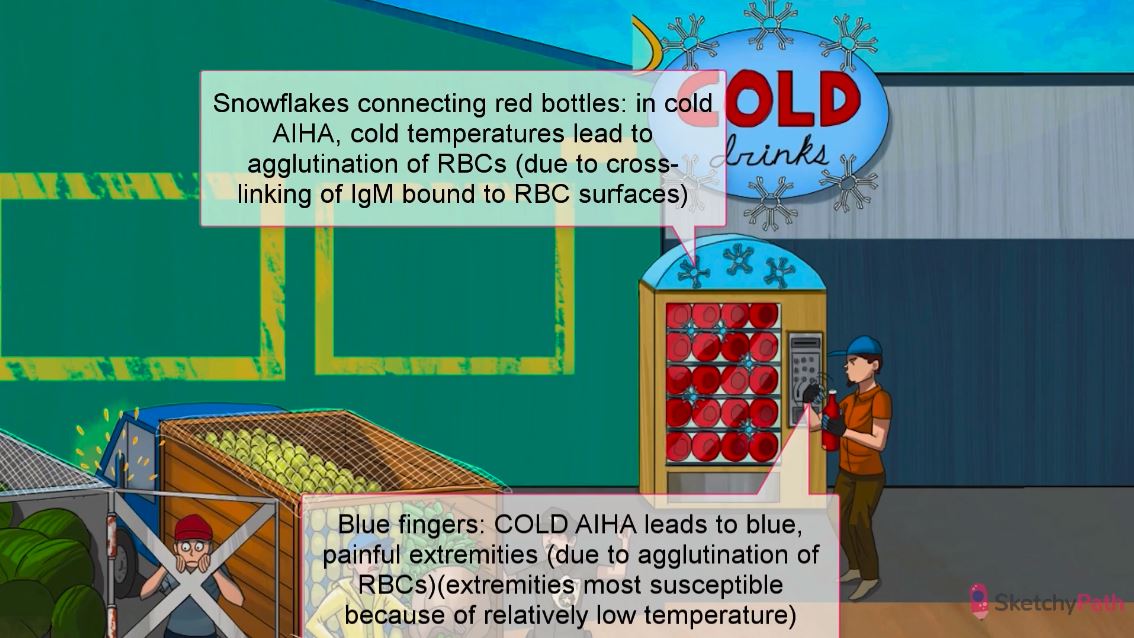 COLD
drinks
Snowflakes connecting red bottles: in cold
AIHA, cold temperatures lead to
agglutination of RBCs (due to cross-
linking of IgM bound to RBC surfaces)
Blue fingers: COLD AIHA leads to blue,
painful extremities (due to agglutination of
RBCs)(extremities most susceptible
because of relatively low temperature)
SketchyPath